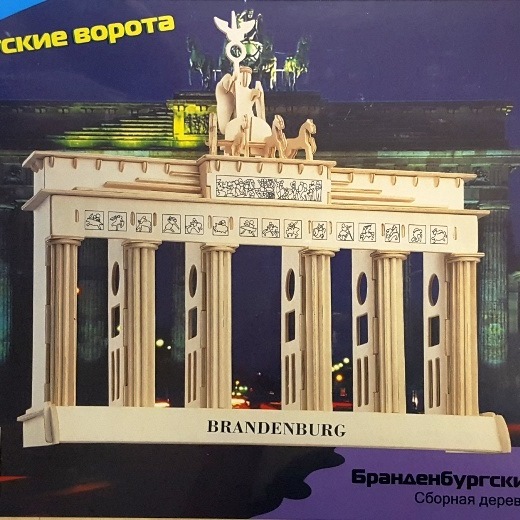 ские ворота
BRANDENBURG
Бранденбургски
Сборная дерев